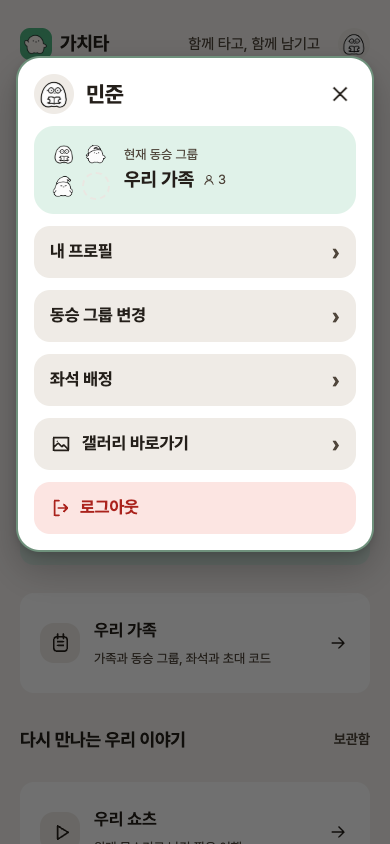 가치타
함께 타고, 함께 남기고
민준
현재 동승 그룹
우리 가족 3
내 프로필
동승 그룹 변경
좌석 배정
갤러리 바로가기
로그아웃
우리 가족
가족과 동승 그룹, 좌석과 초대 코드
다시 만나는 우리 이야기
보관함
우리 쇼츠